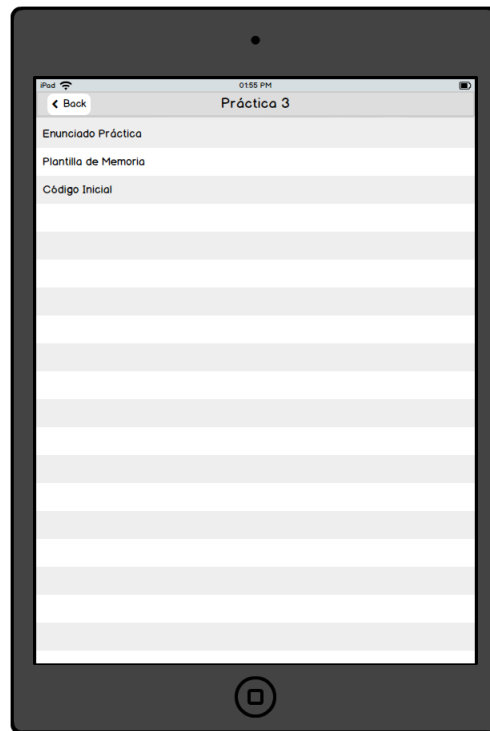 iPad 01:55 PM
Back Práctica 3
Enunciado Práctica
Plantilla de Memoria
Código Inicial